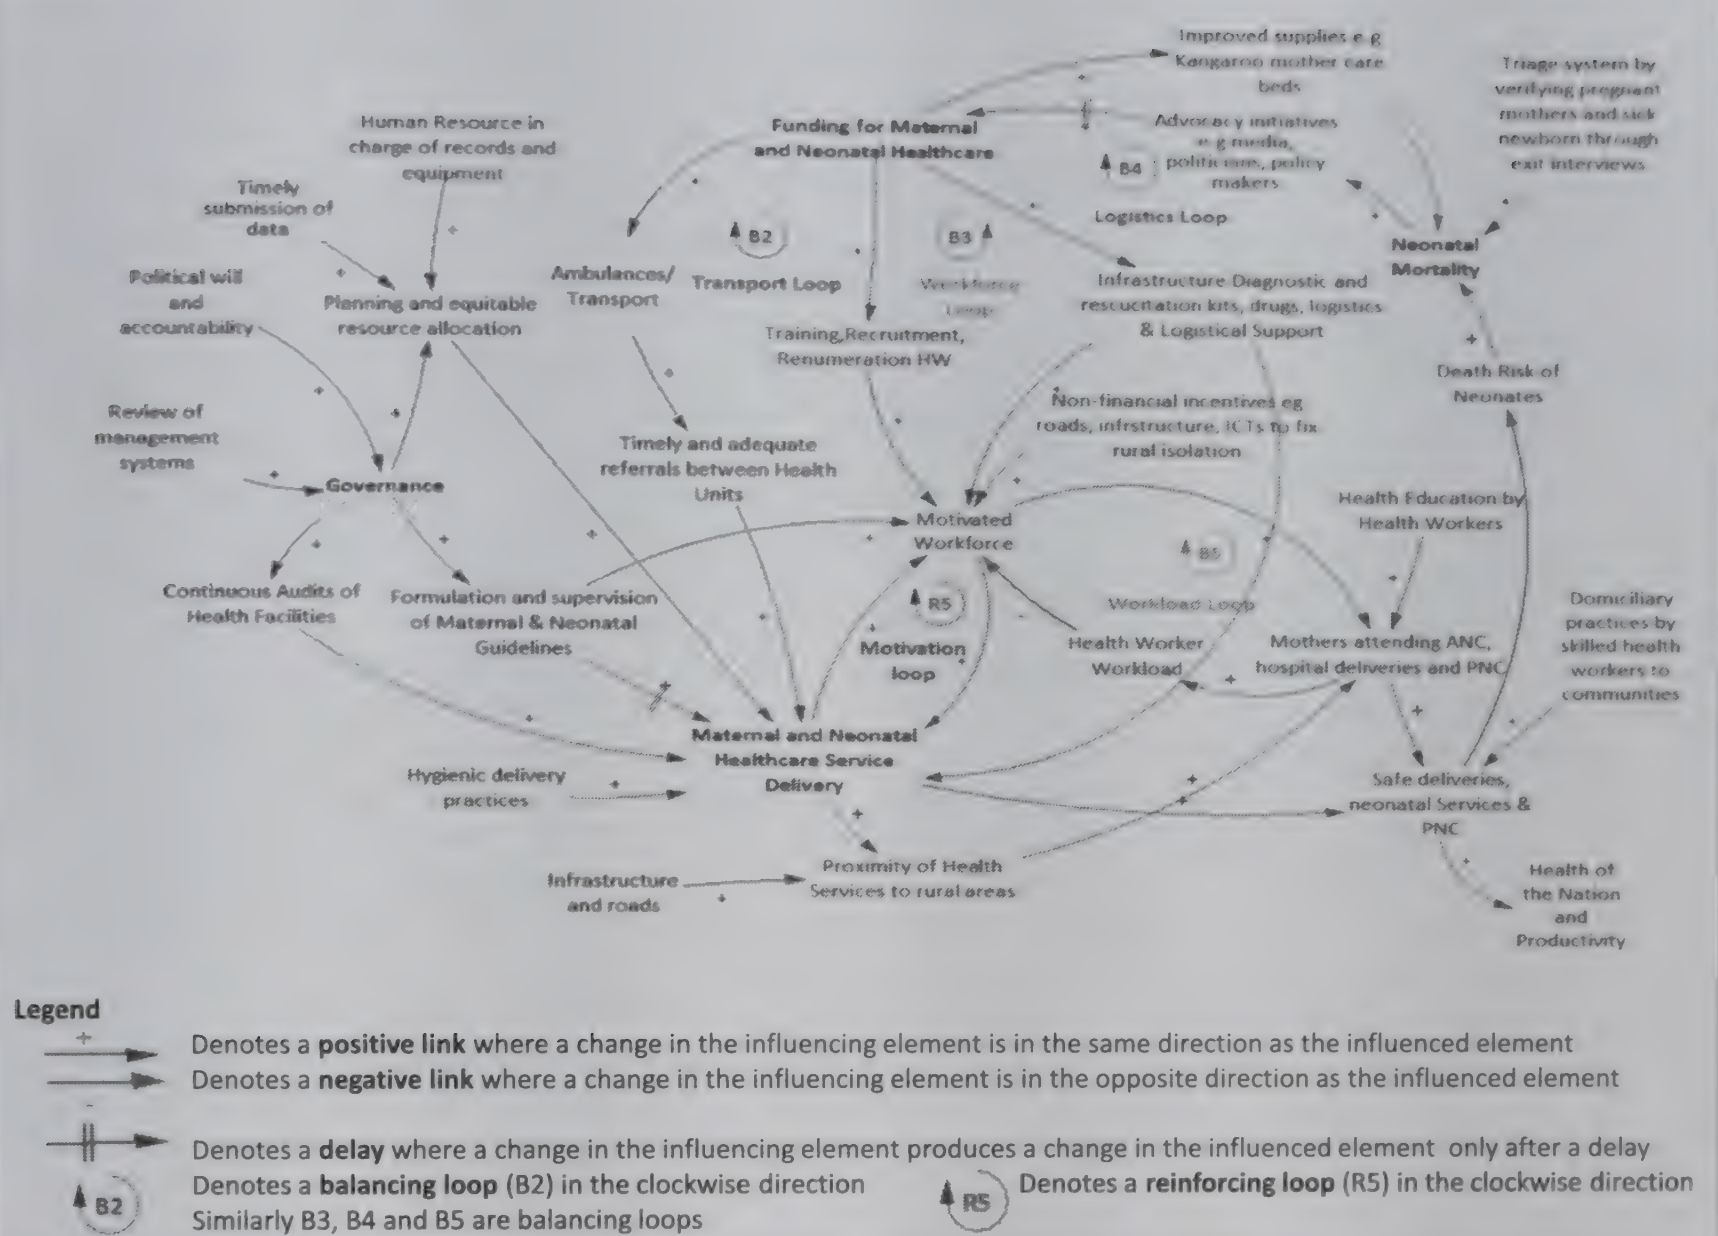 Improved supplies e g
Kangaroo mother care
beds
Triage system by
verifying pregnant
mothers and sick
newborn through
exit interviews
Human Resource in
charge of records and
equipment
Funding for Maternal
and Neonatal Healthcare
Advocacy initiatives
e g media,
politicians, policy
makers
B4
Timely
submission of
data
Logistics Loop
B2
B3
Neonatal
Mortality
Political will
and
accountability
Planning and equitable
resource allocation
Ambulances/
Transport
Transport Loop
Workforce
Loop
Infrastructure Diagnostic and
rescucitation kits, drugs, logistics
& Logistical Support
Training,Recruitment,
Renumeration HW
Death Risk of
Neonates
Review of
management
systems
Non-financial incentives eg
roads, infrstructure, ICTs to fix
rural isolation
Timely and adequate
referrals between Health
Units
Governance
Health Education by
Health Workers
Motivated
Workforce
B5
Continuous Audits of
Health Facilities
Formulation and supervision
of Maternal & Neonatal
Guidelines
R5
Motivation
loop
Workload Loop
Health Worker
Workload
Mothers attending ANC,
hospital deliveries and PNC
Domiciliary
practices by
skilled health
workers to
communities
Maternal and Neonatal
Healthcare Service
Delivery
Hygienic delivery
practices
Safe deliveries,
neonatal Services &
PNC
Infrastructure
and roads
Proximity of Health
Services to rural areas
Health of
the Nation
and
Productivity
Legend
+
Denotes a positive link where a change in the influencing element is in the same direction as the influenced element
Denotes a negative link where a change in the influencing element is in the opposite direction as the influenced element
-
Denotes a delay where a change in the influencing element produces a change in the influenced element only after a delay
B2
Denotes a balancing loop (B2) in the clockwise direction
Similarly B3, B4 and B5 are balancing loops
R5
Denotes a reinforcing loop (R5) in the clockwise direction